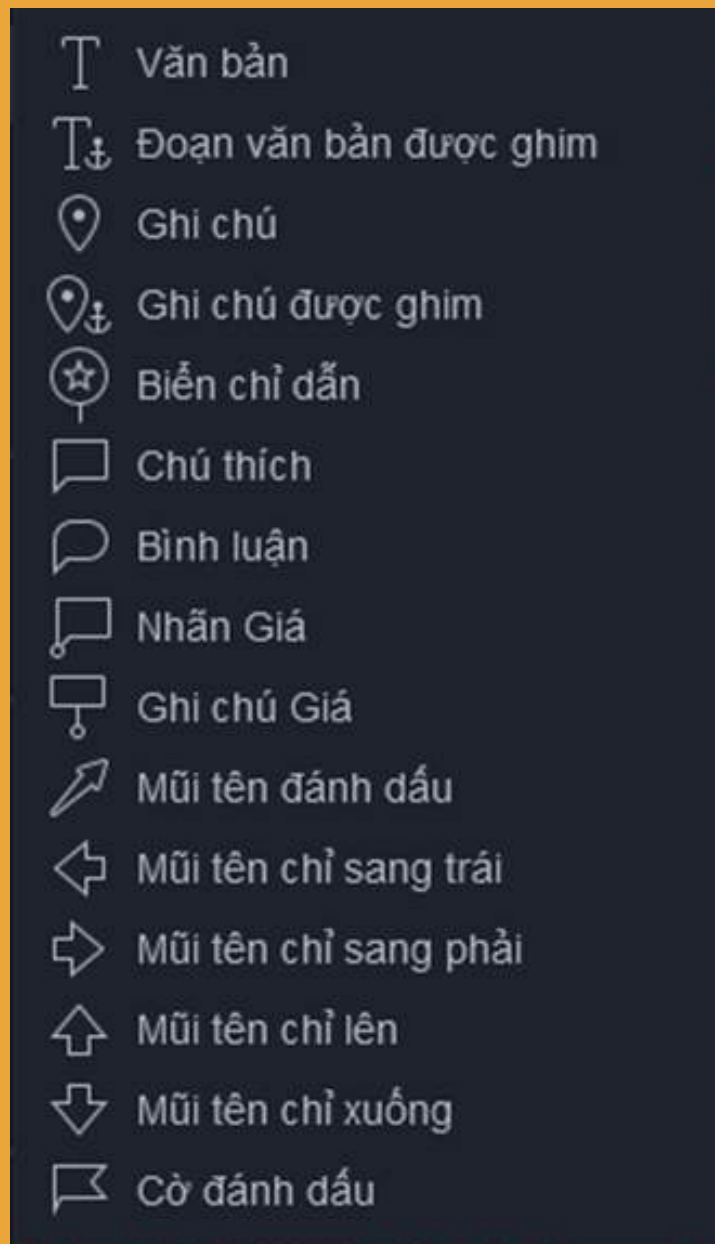 Văn bản
Đoạn văn bản được ghim
Ghi chú
Ghi chú được ghim
Biển chỉ dẫn
Chú thích
Bình luận
Nhãn Giá
Ghi chú Giá
Mũi tên đánh dấu
Mũi tên chỉ sang trái
Mũi tên chỉ sang phải
Mũi tên chỉ lên
Mũi tên chỉ xuống
Cờ đánh dấu